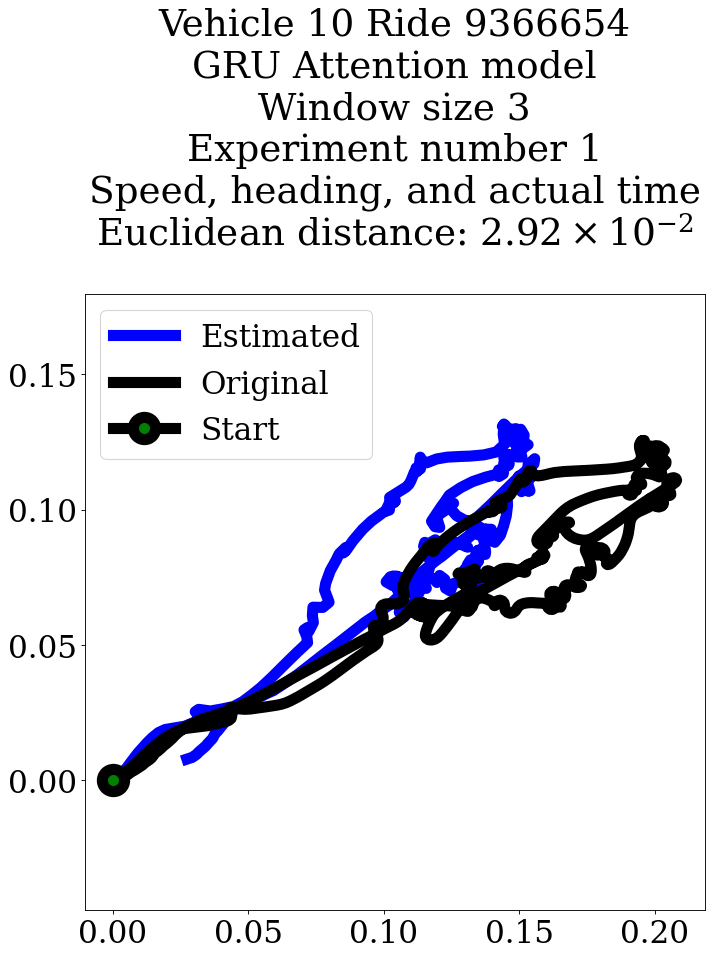 Vehicle 10 Ride 9366654
GRU Attention model
Window size 3
Experiment number 1
Speed, heading, and actual time
Euclidean distance: 2.92 × 10⁻²
Estimated
Original
Start
0.15
0.10
0.05
0.00
0.00 0.05 0.10 0.15 0.20